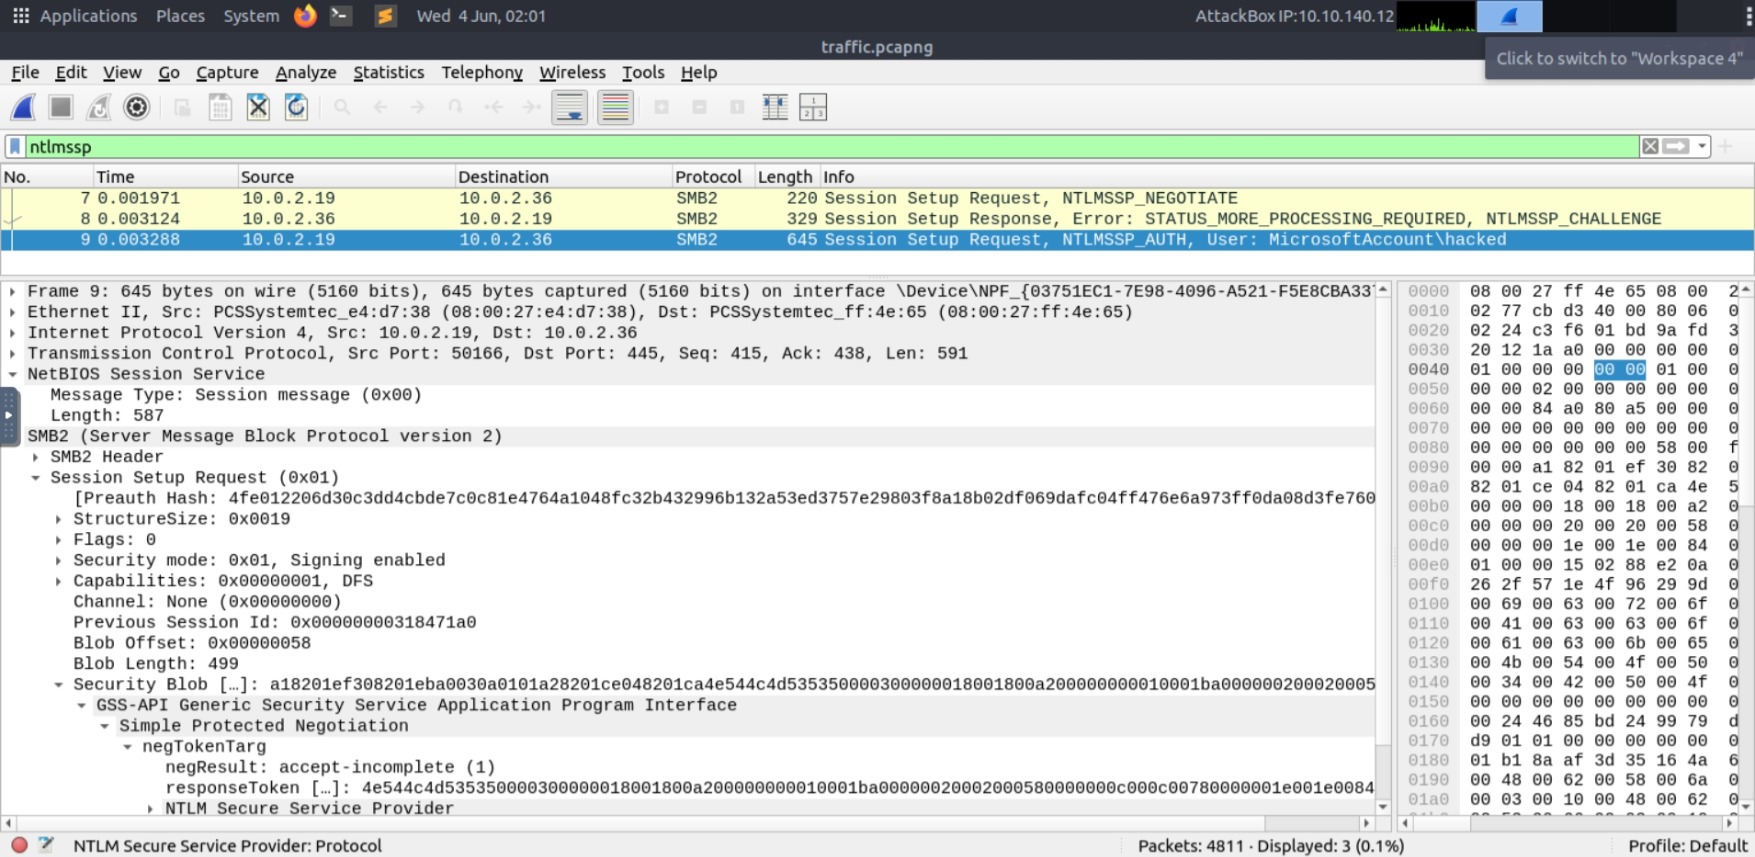 Applications Places System Wed 4 Jun, 02:01 AttackBox IP:10.10.140.12
traffic.pcapng
Click to switch to "Workspace 4"
File Edit View Go Capture Analyze Statistics Telephony Wireless Tools Help
ntlmssp
No. Time Source Destination Protocol Length Info
7 0.001971 10.0.2.19 10.0.2.36 SMB2 220 Session Setup Request, NTLMSSP_NEGOTIATE
8 0.003124 10.0.2.36 10.0.2.19 SMB2 329 Session Setup Response, Error: STATUS_MORE_PROCESSING_REQUIRED, NTLMSSP_CHALLENGE
9 0.003288 10.0.2.19 10.0.2.36 SMB2 645 Session Setup Request, NTLMSSP_AUTH, User: MicrosoftAccount\hacked
Frame 9: 645 bytes on wire (5160 bits), 645 bytes captured (5160 bits) on interface \Device\NPF_{03751EC1-7E98-4096-A521-F5E8CBA33
Ethernet II, Src: PCSSystemtec_e4:d7:38 (08:00:27:e4:d7:38), Dst: PCSSystemtec_ff:4e:65 (08:00:27:ff:4e:65)
Internet Protocol Version 4, Src: 10.0.2.19, Dst: 10.0.2.36
Transmission Control Protocol, Src Port: 50166, Dst Port: 445, Seq: 415, Ack: 438, Len: 591
NetBIOS Session Service
Message Type: Session message (0x00)
Length: 587
SMB2 (Server Message Block Protocol version 2)
SMB2 Header
Session Setup Request (0x01)
[Preauth Hash: 4fe012206d30c3dd4cbde7c0c81e4764a1048fc32b432996b132a53ed3757e29803f8a18b02df069dafc04ff476e6a973ff0da08d3fe760
StructureSize: 0x0019
Flags: 0
Security mode: 0x01, Signing enabled
Capabilities: 0x00000001, DFS
Channel: None (0x00000000)
Previous Session Id: 0x00000000318471a0
Blob Offset: 0x00000058
Blob Length: 499
Security Blob […]: a18201ef308201eba0030a0101a28201ce048201ca4e544c4d535350000300000018001800a200000000010001ba0000002000200​05
GSS-API Generic Security Service Application Program Interface
Simple Protected Negotiation
negTokenTarg
negResult: accept-incomplete (1)
responseToken […]: 4e544c4d535350000300000018001800a200000000010001ba000000200020005800000000c000c00780000001e001e0084
NTLM Secure Service Provider
0000 08 00 27 ff 4e 65 08 00 2
0010 02 77 cb d3 40 00 80 06 0
0020 02 24 c3 f6 01 bd 9a fd 3
0030 20 12 1a a0 00 00 00 00 0
0040 01 00 00 00 00 00 01 00 0
0050 00 00 02 00 00 00 00 00 0
0060 00 00 84 a0 80 a5 00 00 0
0070 00 00 00 00 00 00 00 00 0
0080 00 00 00 00 00 00 58 00 f
0090 00 00 a1 82 01 ef 30 82 0
00a0 82 01 ce 04 82 01 ca 4e 5
00b0 00 00 00 18 00 18 00 a2 0
00c0 00 00 00 20 00 20 00 58 0
00d0 00 00 00 1e 00 1e 00 84 0
00e0 01 00 00 15 02 88 e2 0a 0
00f0 26 2f 57 1e 4f 96 29 9d 0
0100 00 69 00 63 00 72 00 6f 0
0110 00 41 00 63 00 63 00 6f 0
0120 00 61 00 63 00 6b 00 65 0
0130 00 4b 00 54 00 4f 00 50 0
0140 00 34 00 42 00 50 00 4f 0
0150 00 00 00 00 00 00 00 00 0
0160 00 24 46 85 bd 24 99 79 d
0170 d9 01 01 00 00 00 00 00 0
0180 01 b1 8a af 3d 35 16 4a 6
0190 00 48 00 62 00 58 00 6a 0
01a0 00 03 00 10 00 48 00 62 0
NTLM Secure Service Provider: Protocol Packets: 4811 · Displayed: 3 (0.1%) Profile: Default